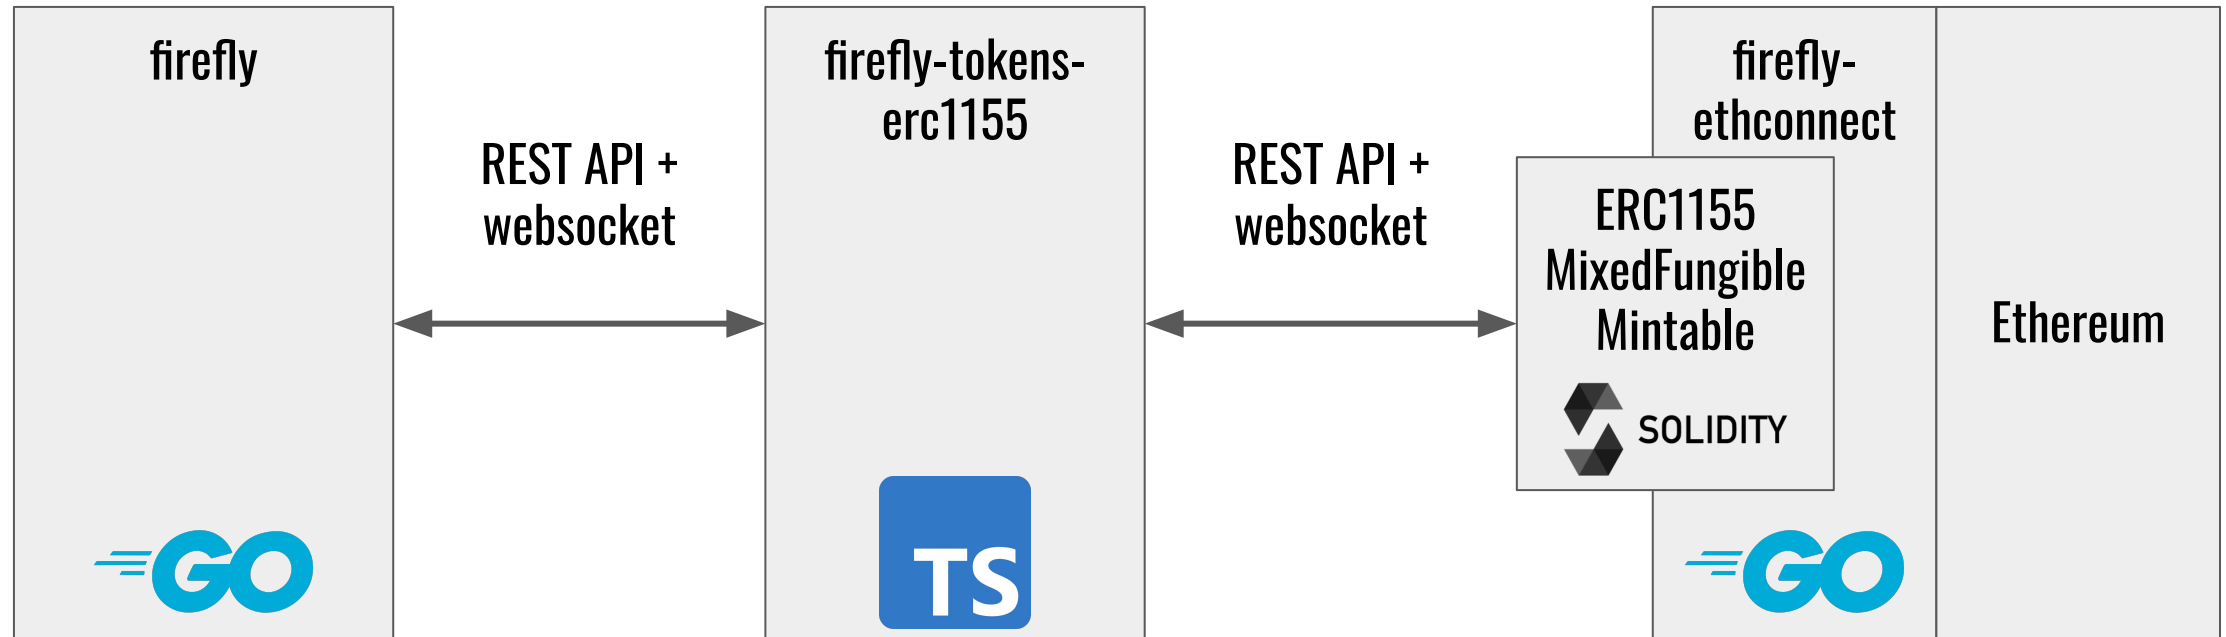 firefly
GO
REST API +
websocket
firefly-tokens-
erc1155
TS
REST API +
websocket
firefly-
ethconnect
ERC1155
MixedFungible
Mintable
SOLIDITY
GO
Ethereum